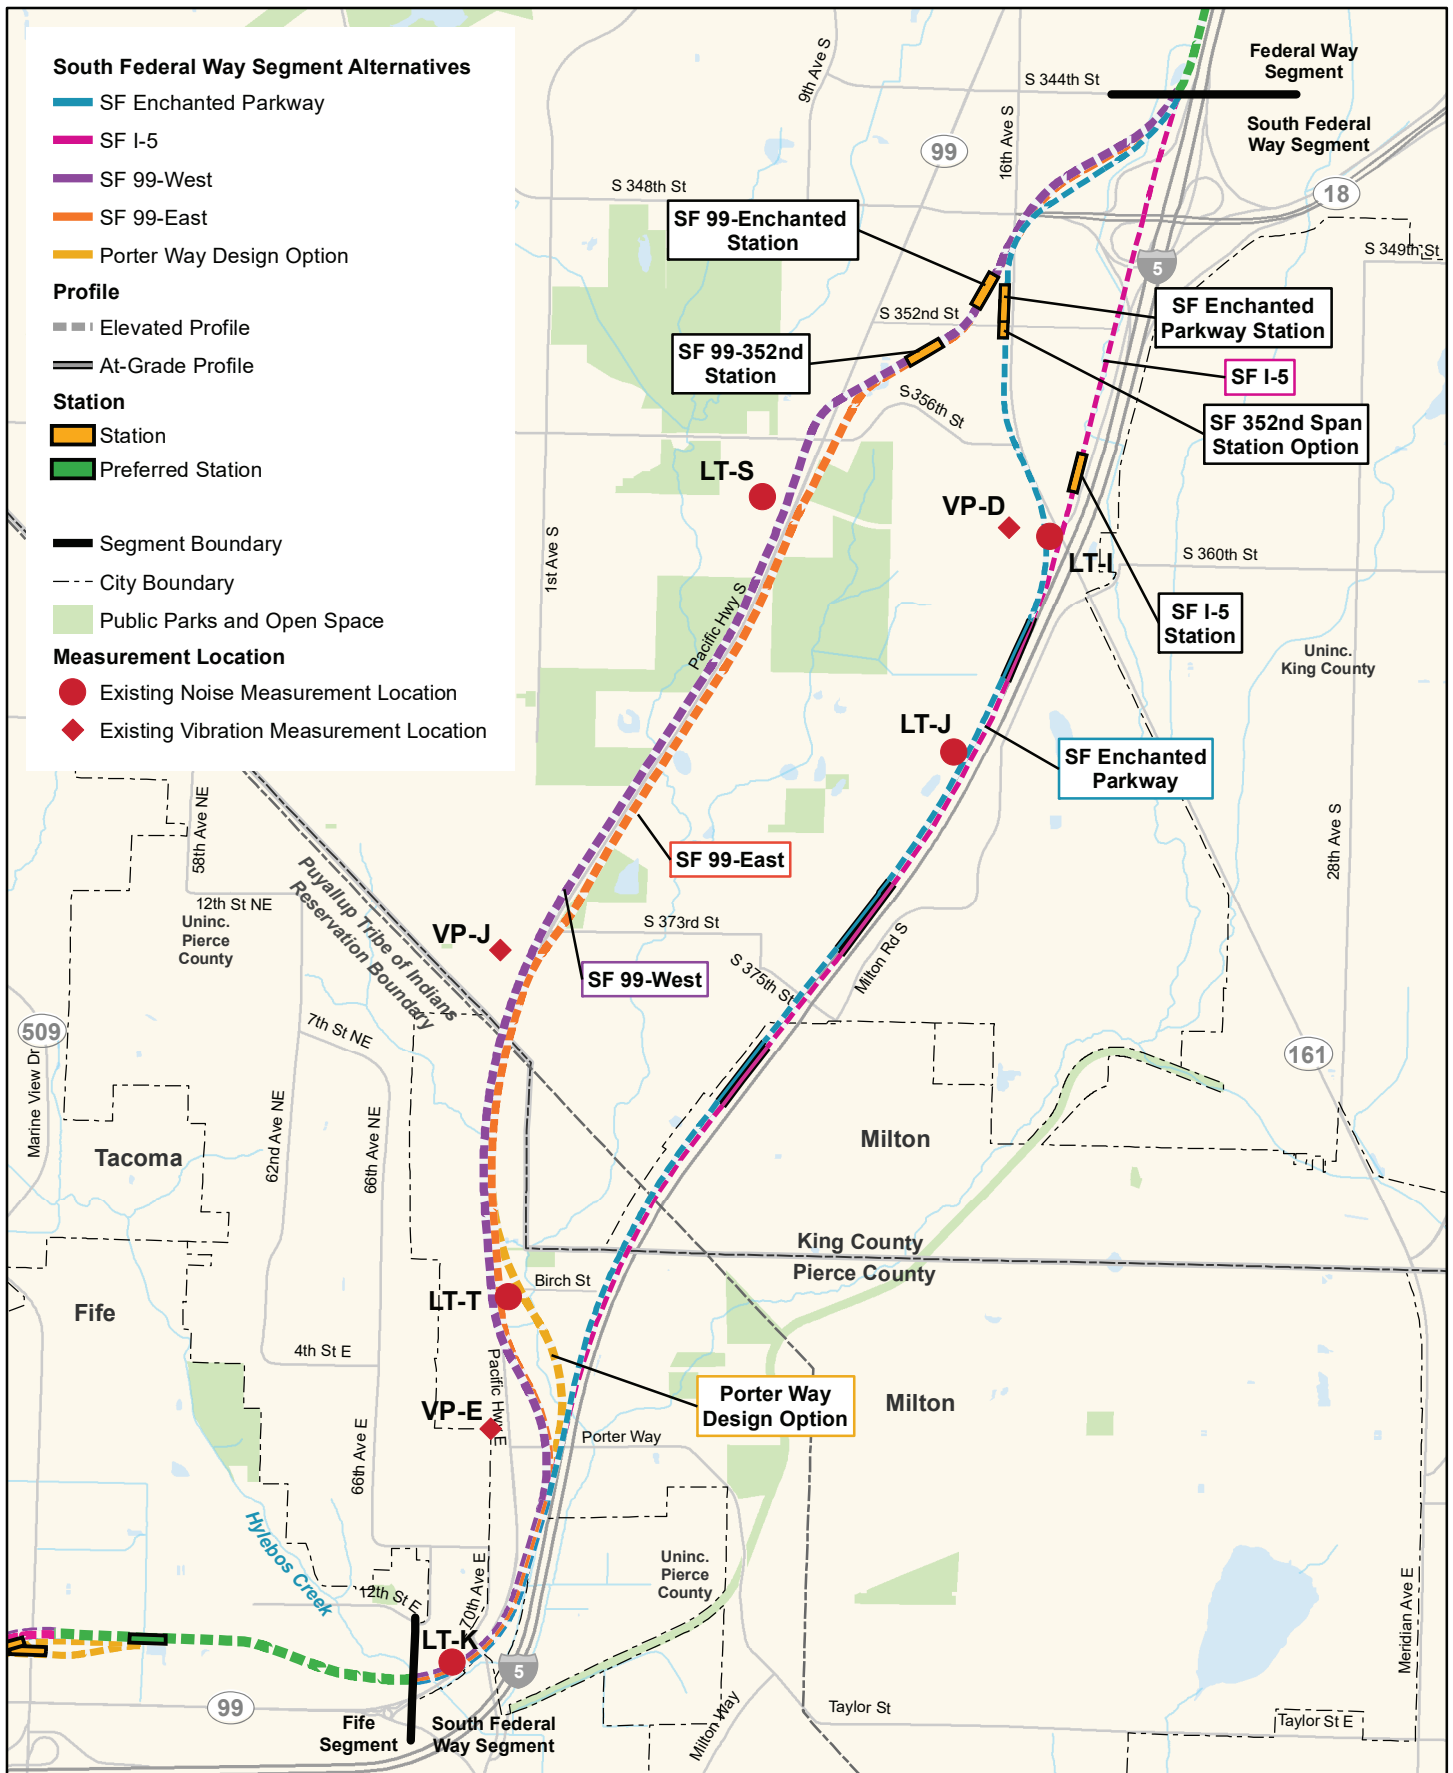 South Federal Way Segment Alternatives
SF Enchanted Parkway
SF I-5
SF 99-West
SF 99-East
Porter Way Design Option
Profile
Elevated Profile
At-Grade Profile
Station
Station
Preferred Station
Segment Boundary
City Boundary
Public Parks and Open Space
Measurement Location
Existing Noise Measurement Location
Existing Vibration Measurement Location
Federal Way
Segment
S 344th St
South Federal
Way Segment
9th Ave S
16th Ave S
99
18
S 348th St
SF 99-Enchanted
Station
S 349th St
5
S 352nd St
SF Enchanted
Parkway Station
SF 99-352nd
Station
SF I-5
S 356th St
SF 352nd Span
Station Option
LT-S
VP-D
1st Ave S
S 360th St
LT-I
SF I-5
Station
Pacific Hwy S
Uninc.
King County
LT-J
SF Enchanted
Parkway
58th Ave NE
28th Ave S
SF 99-East
Puyallup Tribe of Indians
Reservation Boundary
12th St NE
Uninc.
Pierce
County
S 373rd St
VP-J
SF 99-West
S 375th St
Milton Rd S
509
7th St NE
161
Marine View Dr
62nd Ave NE
66th Ave NE
Tacoma
Milton
King County
Pierce County
Birch St
LT-T
Fife
4th St E
Pacific Hwy E
Porter Way
Design Option
Milton
VP-E
Porter Way
66th Ave E
Hylebos Creek
Uninc.
Pierce
County
12th St E
70th Ave E
Meridian Ave E
LT-K
5
99
Fife
Segment
South Federal
Way Segment
Milton Way
Taylor St
Taylor St E